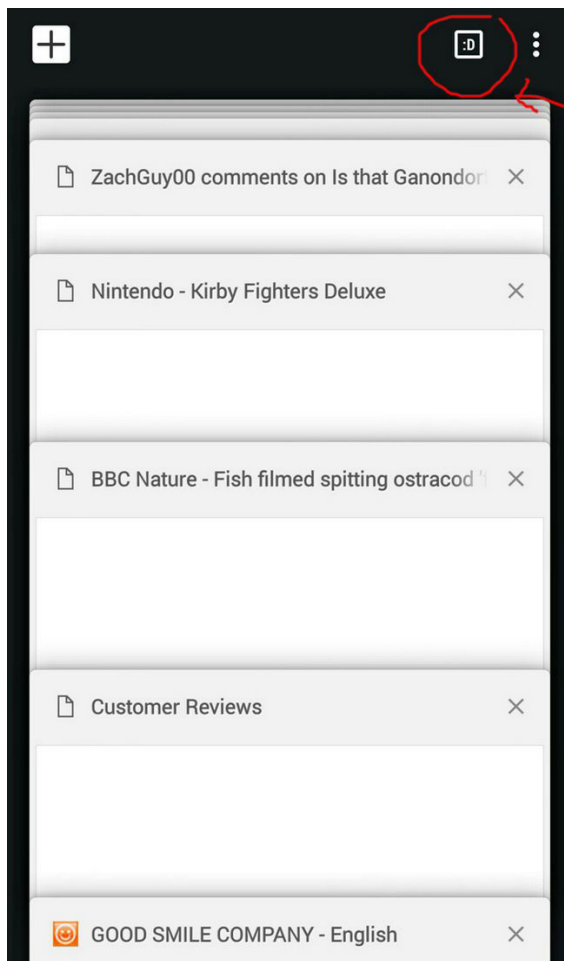 :D
ZachGuy00 comments on Is that Ganondor
Nintendo - Kirby Fighters Deluxe
BBC Nature - Fish filmed spitting ostracod '
Customer Reviews
GOOD SMILE COMPANY - English